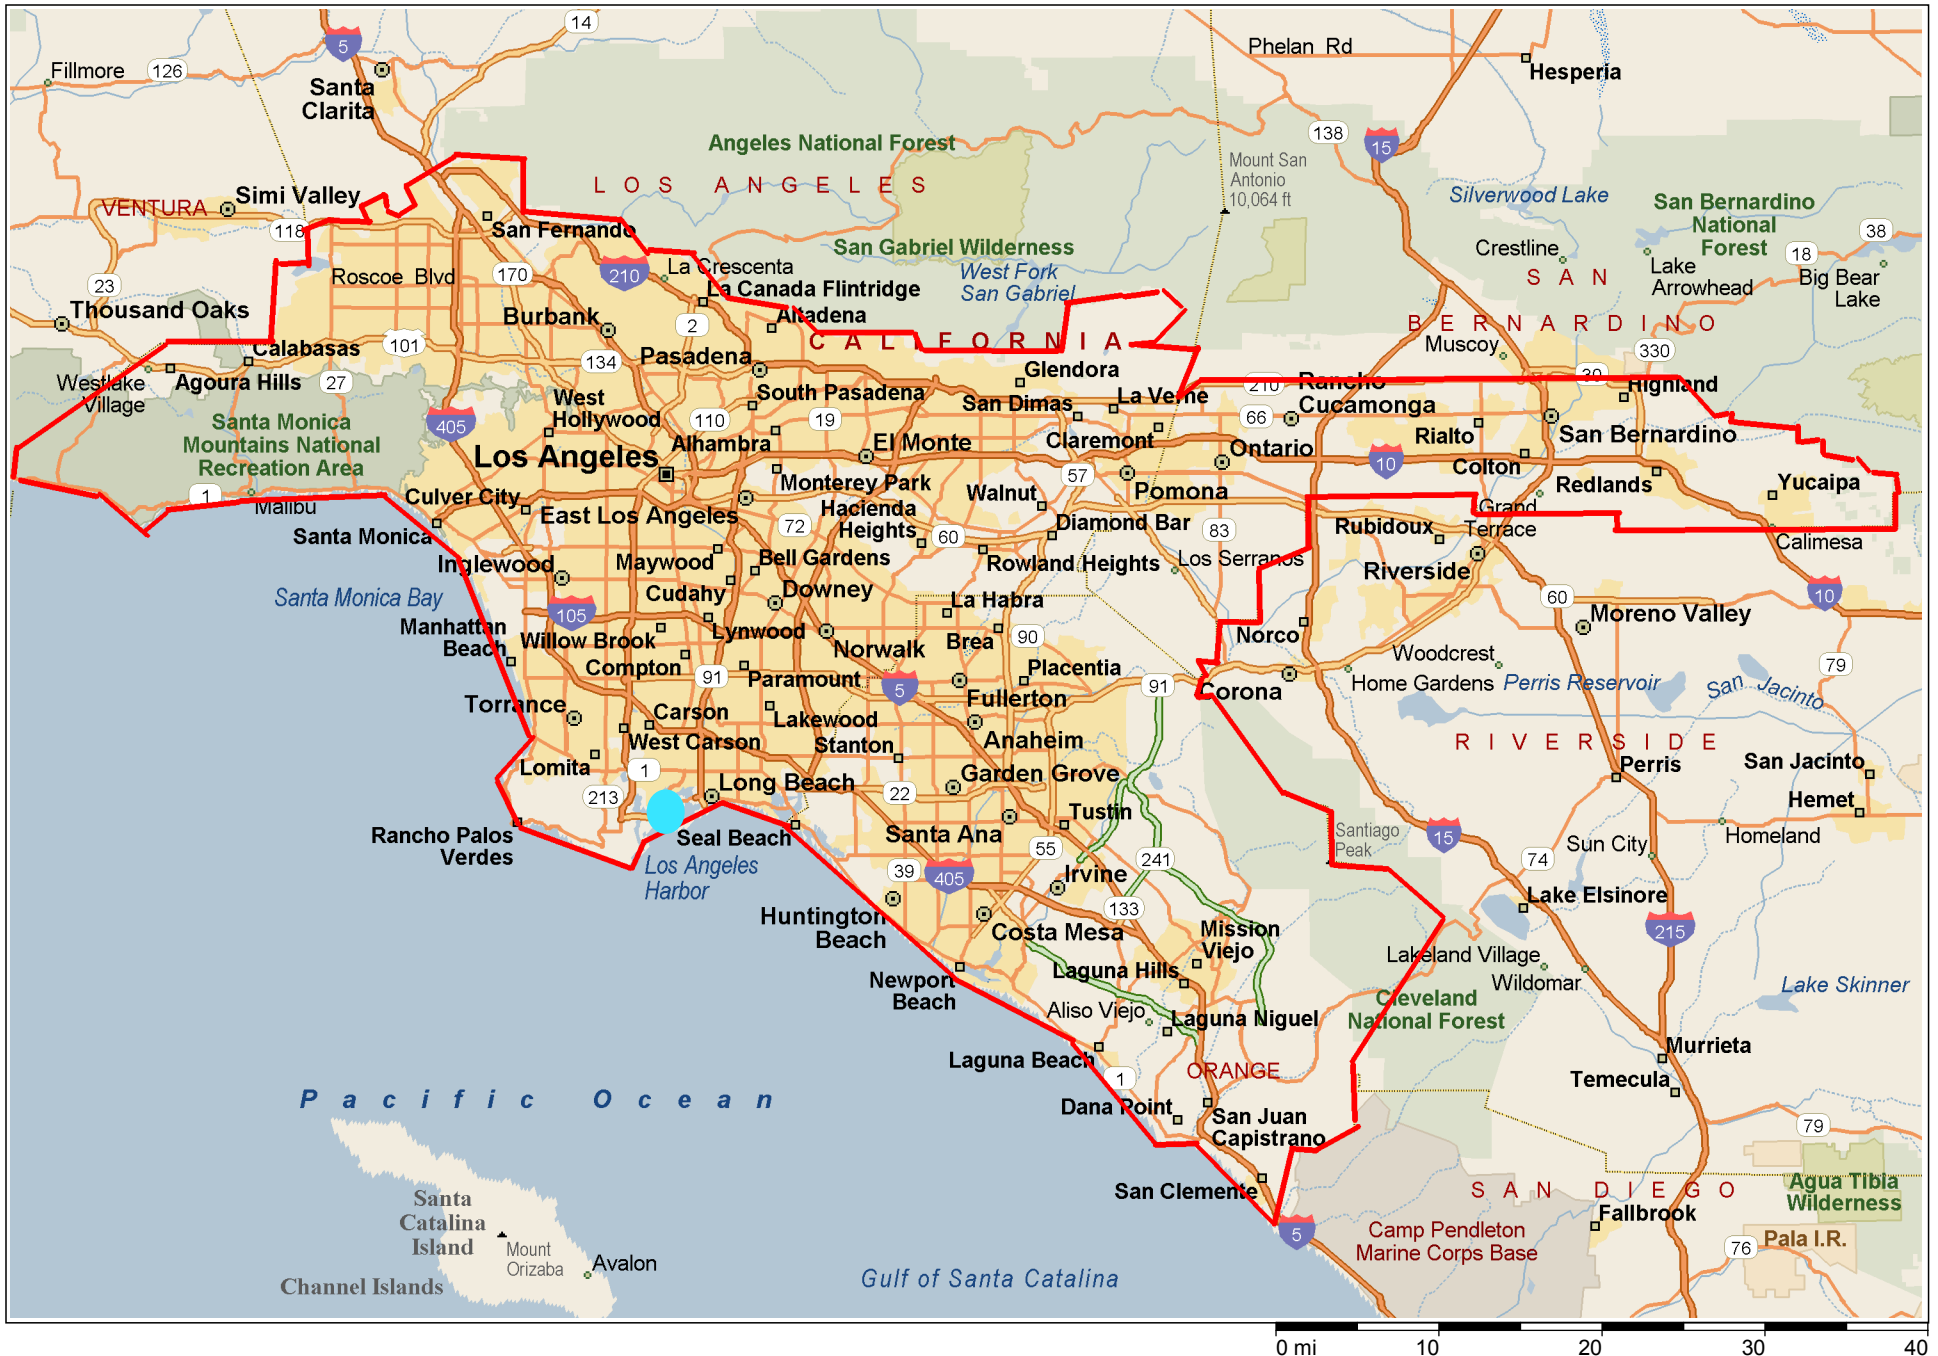 14
5
Phelan Rd
Fillmore
126
Hesperia
Santa
Clarita
138
15
Angeles National Forest
Mount San
Antonio
10,064 ft
LOS ANGELES
Silverwood Lake
San Bernardino
National
Forest
Simi Valley
VENTURA
118
San Fernando
38
San Gabriel Wilderness
Crestline
18
Lake
Arrowhead
Big Bear
Lake
West Fork
San Gabriel
La Crescenta
210
170
Roscoe Blvd
SAN
23
La Canada Flintridge
Thousand Oaks
Burbank
Altadena
2
BERNARDINO
CALIFORNIA
101
Calabasas
Muscoy
330
134
Pasadena
Glendora
30
Westlake
Village
Agoura Hills
27
South Pasadena
La Verne
210
Rancho
Cucamonga
Highland
West
Hollywood
San Dimas
66
405
110
19
Santa Monica
Mountains National
Recreation Area
Alhambra
El Monte
Claremont
Rialto
San Bernardino
Los Angeles
Ontario
10
Colton
57
Monterey Park
Walnut
Pomona
Redlands
Yucaipa
1
Malibu
Culver City
East Los Angeles
Hacienda
Heights
Grand
Terrace
Santa Monica
72
60
Diamond Bar
83
Rubidoux
Calimesa
Inglewood
Maywood
Bell Gardens
Rowland Heights
Los Serranos
Riverside
Cudahy
Downey
Santa Monica Bay
105
La Habra
60
10
Moreno Valley
Manhattan
Beach
Willow Brook
Lynwood
Norwalk
Brea
90
Norco
Compton
Placentia
Woodcrest
79
91
Paramount
5
91
Corona
Home Gardens
Perris Reservoir
San Jacinto
Fullerton
Torrance
Carson
Lakewood
West Carson
Stanton
Anaheim
RIVERSIDE
Lomita
1
Long Beach
Garden Grove
Perris
San Jacinto
213
22
Tustin
Hemet
Rancho Palos
Verdes
Seal Beach
Santa Ana
Santiago
Peak
15
Sun City
Homeland
Los Angeles
Harbor
55
241
74
39
405
Irvine
Lake Elsinore
133
Huntington
Beach
Costa Mesa
Mission
Viejo
215
Lakeland Village
Wildomar
Laguna Hills
Newport
Beach
Lake Skinner
Cleveland
National Forest
Aliso Viejo
Laguna Niguel
Laguna Beach
Murrieta
ORANGE
1
Temecula
Pacific Ocean
Dana Point
San Juan
Capistrano
79
San Clemente
SAN DIEGO
Agua Tibia
Wilderness
Santa
Catalina
Island
Fallbrook
5
Camp Pendleton
Marine Corps Base
Pala I.R.
76
Mount
Orizaba
Avalon
Channel Islands
Gulf of Santa Catalina
0 mi 10 20 30 40